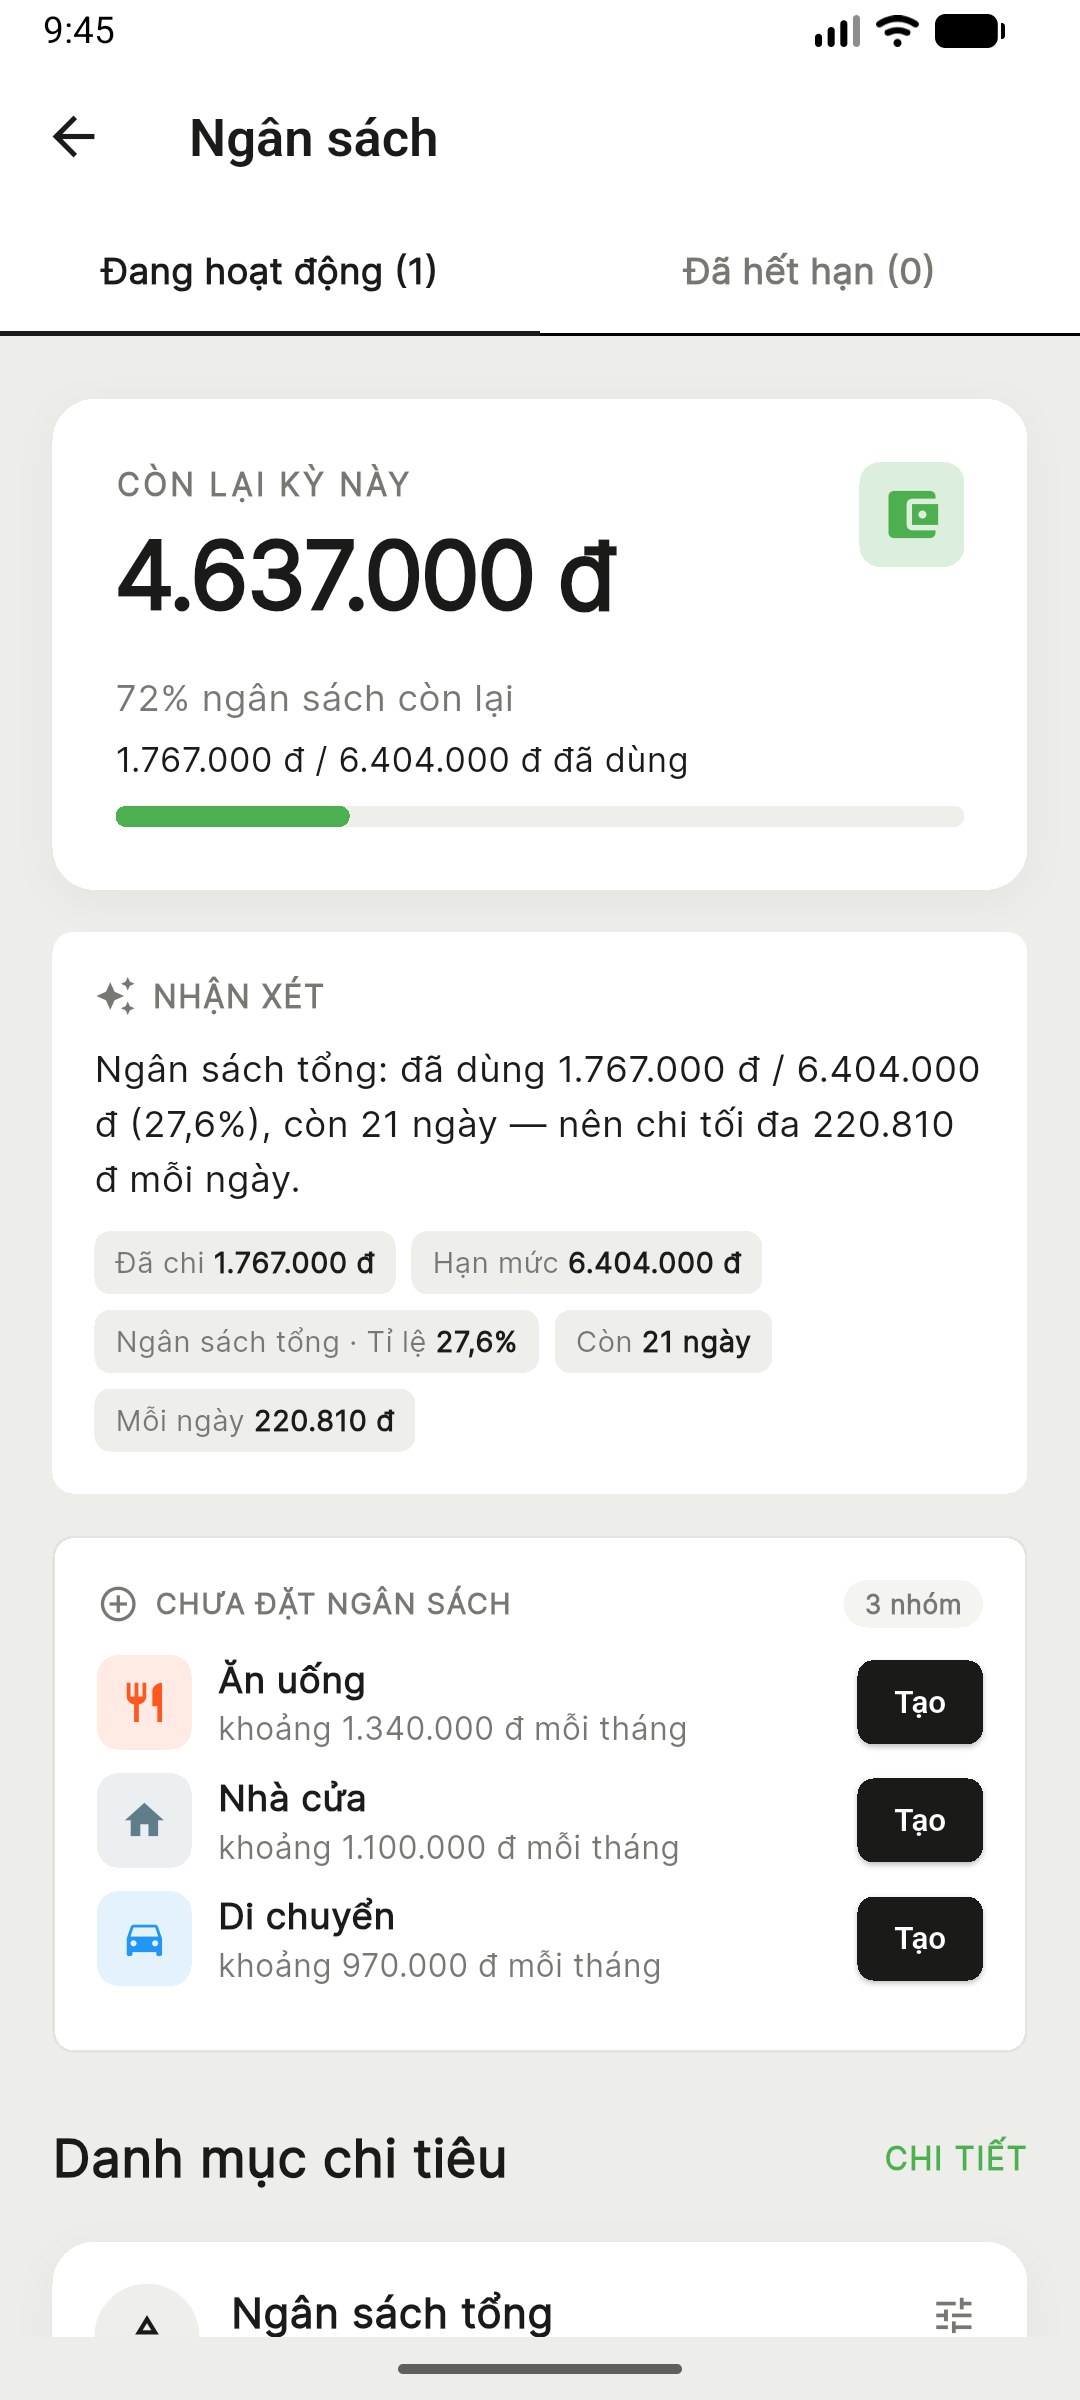 9:45
Ngân sách
Đang hoạt động (1)
Đã hết hạn (0)
CÒN LẠI KỲ NÀY
4.637.000 đ
72% ngân sách còn lại
1.767.000 đ / 6.404.000 đ đã dùng
NHẬN XÉT
Ngân sách tổng: đã dùng 1.767.000 đ / 6.404.000
đ (27,6%), còn 21 ngày — nên chi tối đa 220.810
đ mỗi ngày.
Đã chi 1.767.000 đ
Hạn mức 6.404.000 đ
Ngân sách tổng · Tỉ lệ 27,6%
Còn 21 ngày
Mỗi ngày 220.810 đ
CHƯA ĐẶT NGÂN SÁCH
3 nhóm
Ăn uống
khoảng 1.340.000 đ mỗi tháng
Tạo
Nhà cửa
khoảng 1.100.000 đ mỗi tháng
Tạo
Di chuyển
khoảng 970.000 đ mỗi tháng
Tạo
Danh mục chi tiêu
CHI TIẾT
Ngân sách tổng